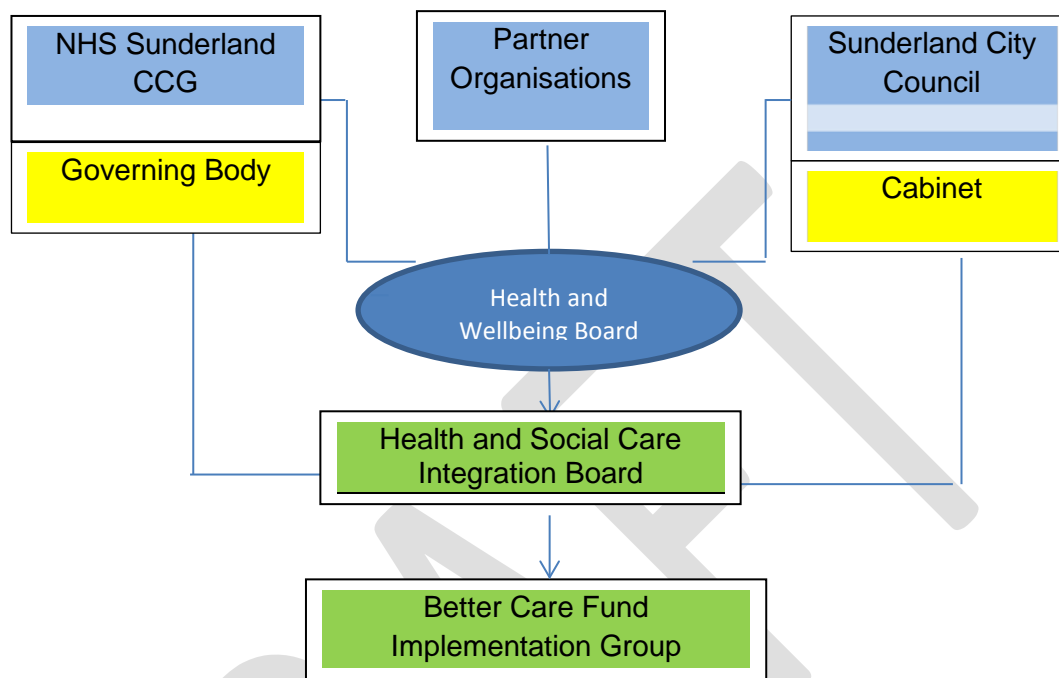 NHS Sunderland
CCG
Governing Body
Partner
Organisations
Sunderland City
Council
Cabinet
Health and
Wellbeing Board
Health and Social Care
Integration Board
Better Care Fund
Implementation Group